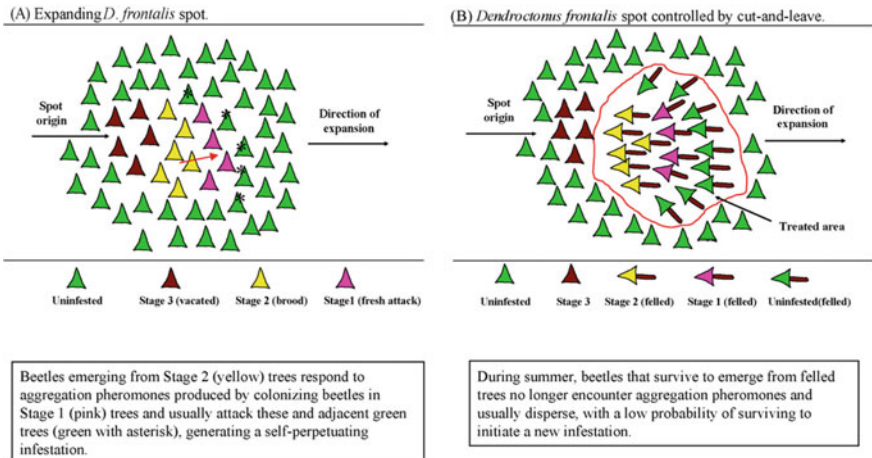 (A) Expanding D. frontalis spot.
Spot
origin
Direction of
expansion
Uninfested
Stage 3 (vacated)
Stage 2 (brood)
Stage1 (fresh attack)
Beetles emerging from Stage 2 (yellow) trees respond to
aggregation pheromones produced by colonizing beetles in
Stage 1 (pink) trees and usually attack these and adjacent green
trees (green with asterisk), generating a self-perpetuating
infestation.
(B) Dendroctonus frontalis spot controlled by cut-and-leave.
Spot
origin
Direction of
expansion
Treated area
Uninfested
Stage 3
Stage 2 (felled)
Stage 1 (felled)
Uninfested(felled)
During summer, beetles that survive to emerge from felled
trees no longer encounter aggregation pheromones and
usually disperse, with a low probability of surviving to
initiate a new infestation.